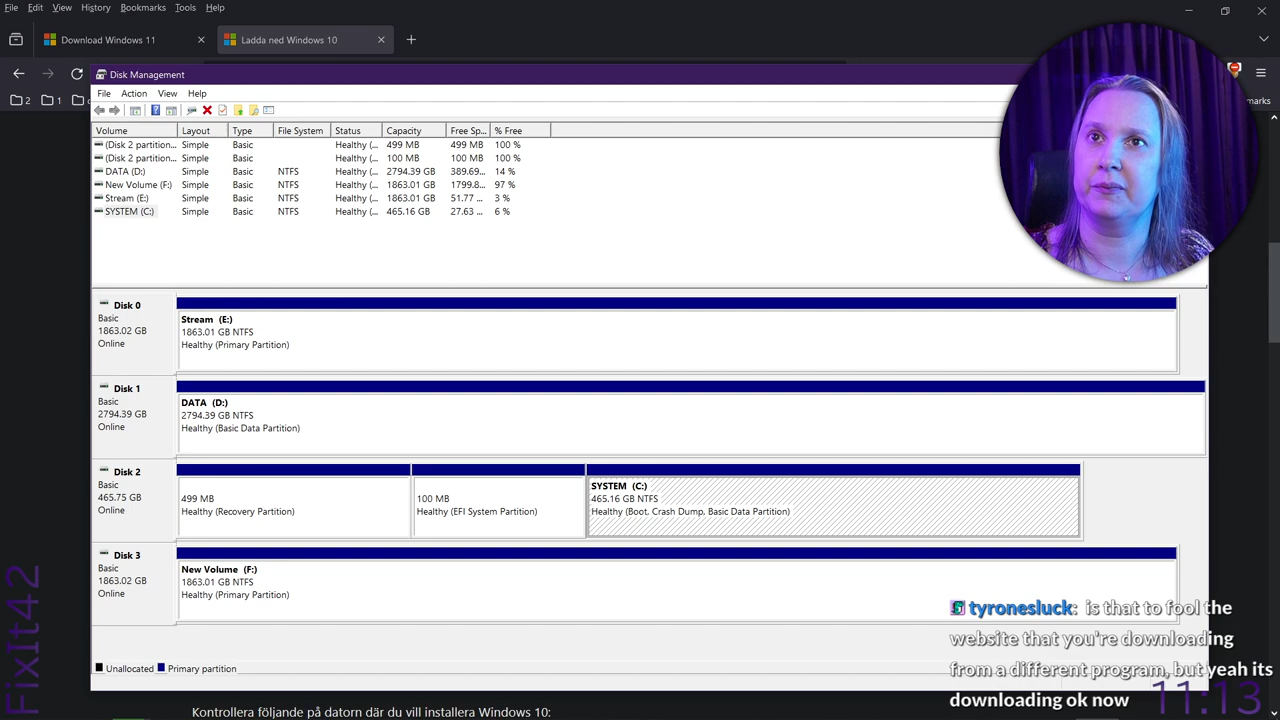 File Edit View History Bookmarks Tools Help
Download Windows 11
Ladda ned Windows 10
2 1
Disk Management
File Action View Help
Volume Layout Type File System Status Capacity Free Sp... % Free
(Disk 2 partition... Simple Basic Healthy (... 499 MB 499 MB 100 %
(Disk 2 partition... Simple Basic Healthy (... 100 MB 100 MB 100 %
DATA (D:) Simple Basic NTFS Healthy (... 2794.39 GB 389.69... 14 %
New Volume (F:) Simple Basic NTFS Healthy (... 1863.01 GB 1799.8... 97 %
Stream (E:) Simple Basic NTFS Healthy (... 1863.01 GB 51.77 ... 3 %
SYSTEM (C:) Simple Basic NTFS Healthy (... 465.16 GB 27.63 ... 6 %
Disk 0
Basic
1863.02 GB
Online
Stream (E:)
1863.01 GB NTFS
Healthy (Primary Partition)
Disk 1
Basic
2794.39 GB
Online
DATA (D:)
2794.39 GB NTFS
Healthy (Basic Data Partition)
Disk 2
Basic
465.75 GB
Online
499 MB
Healthy (Recovery Partition)
100 MB
Healthy (EFI System Partition)
SYSTEM (C:)
465.16 GB NTFS
Healthy (Boot, Crash Dump, Basic Data Partition)
Disk 3
Basic
1863.02 GB
Online
New Volume (F:)
1863.01 GB NTFS
Healthy (Primary Partition)
Unallocated Primary partition
Kontrollera följande på datorn där du vill installera Windows 10:
FixIt42
tyronesluck: is that to fool the
website that you're downloading
from a different program, but yeah its
downloading ok now
11:13